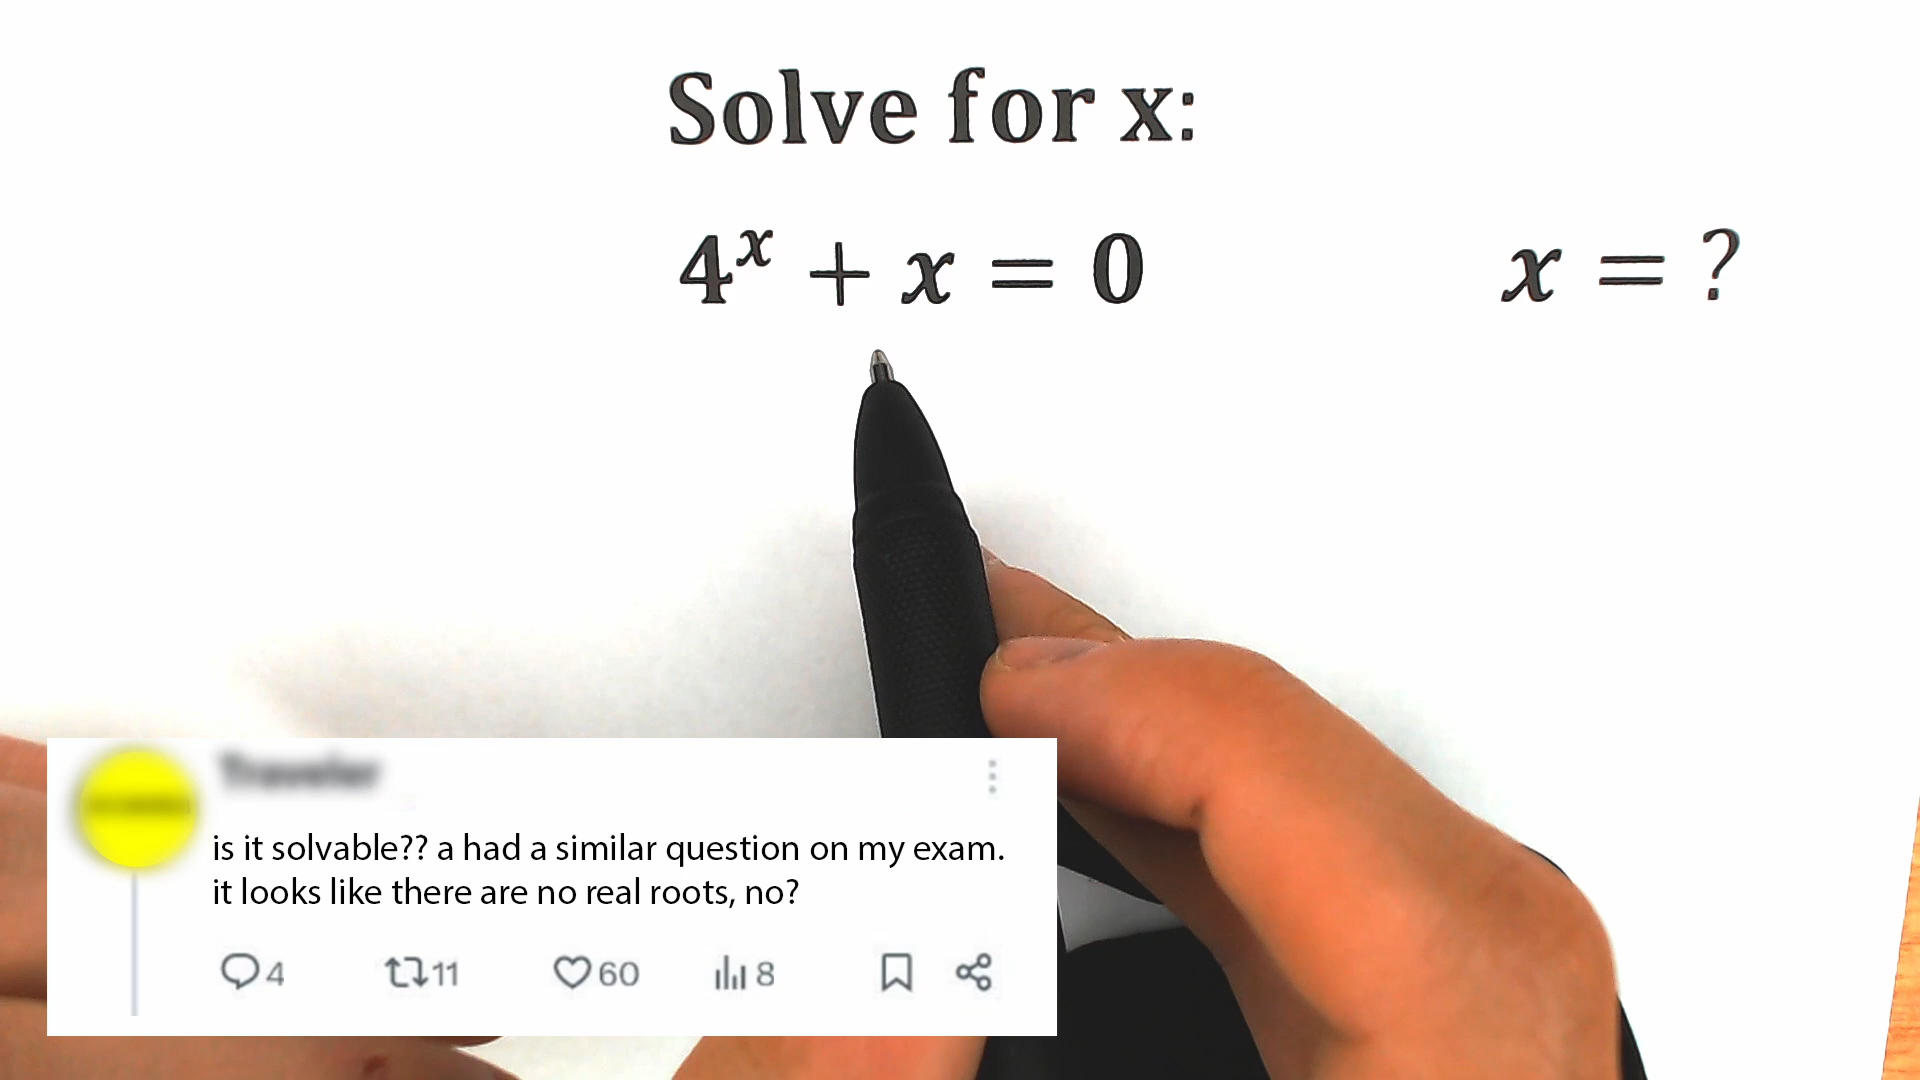 Solve for x:
4ˣ + x = 0
x = ?
is it solvable?? a had a similar question on my exam.
it looks like there are no real roots, no?
4 11 60 8